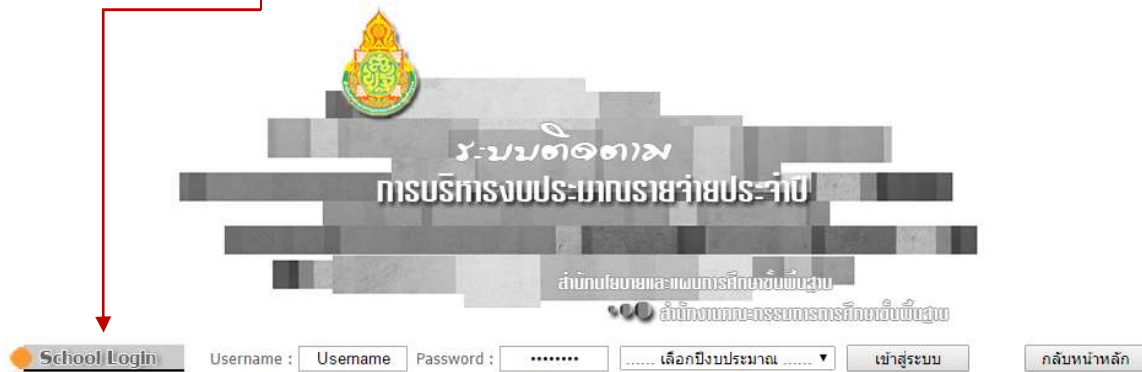 ระบบติดตาม
การบริหารงบประมาณรายจ่ายประจำปี
สำนักนโยบายและแผนการศึกษาขั้นพื้นฐาน
สำนักงานคณะกรรมการการศึกษาขั้นพื้นฐาน
School Login Username : Username Password : •••••••• ...... เลือกปีงบประมาณ ...... ▼ เข้าสู่ระบบ กลับหน้าหลัก